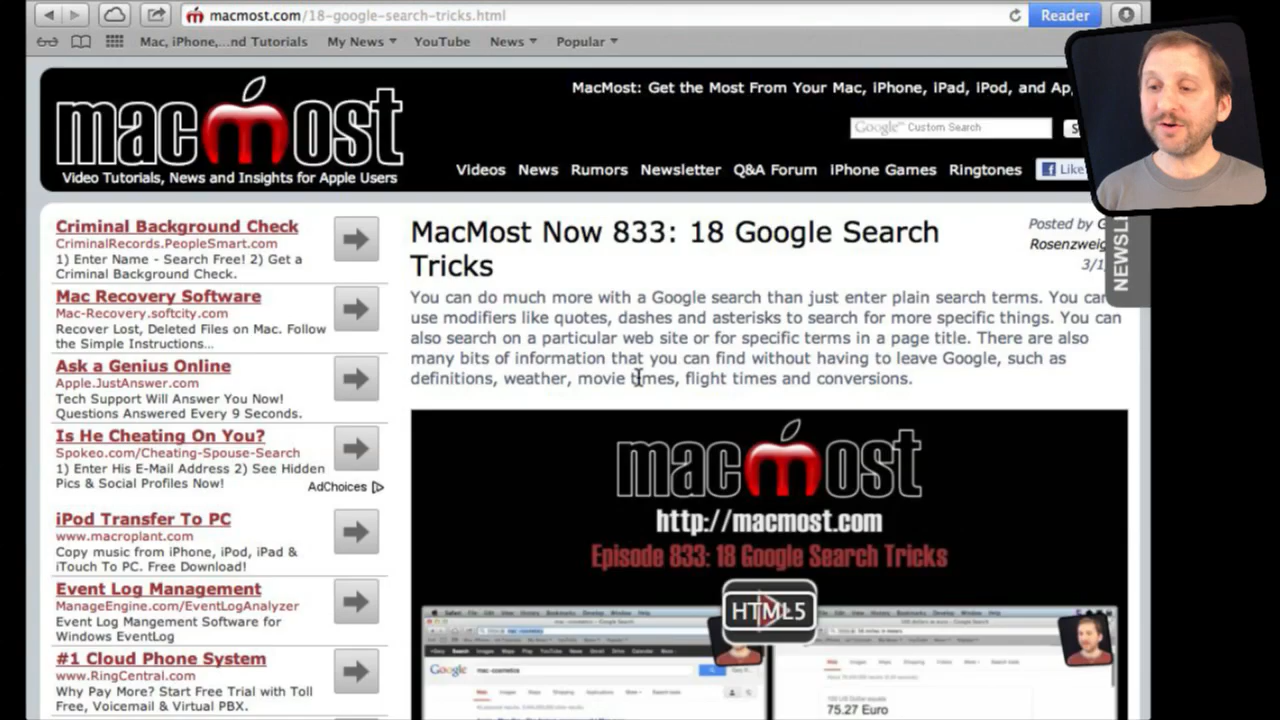 macmost.com/18-google-search-tricks.html
Reader
Mac, iPhone,...nd Tutorials My News YouTube News Popular
MacMost: Get the Most From Your Mac, iPhone, iPad, iPod, and Ap
macmost
Google™ Custom Search
Video Tutorials, News and Insights for Apple Users
Videos News Rumors Newsletter Q&A Forum iPhone Games Ringtones
Like
Criminal Background Check
CriminalRecords.PeopleSmart.com
1) Enter Name - Search Free! 2) Get a
Criminal Background Check.
Mac Recovery Software
Mac-Recovery.softcity.com
Recover Lost, Deleted Files on Mac. Follow
the Simple Instructions...
Ask a Genius Online
Apple.JustAnswer.com
Tech Support Will Answer You Now!
Questions Answered Every 9 Seconds.
Is He Cheating On You?
Spokeo.com/Cheating-Spouse-Search
1) Enter His E-Mail Address 2) See Hidden
Pics & Social Profiles Now!
AdChoices
iPod Transfer To PC
www.macroplant.com
Copy music from iPhone, iPod, iPad &
iTouch To PC. Free Download!
Event Log Management
ManageEngine.com/EventLogAnalyzer
Event Log Mangement Software for
Windows EventLog
#1 Cloud Phone System
www.RingCentral.com
Why Pay More? Start Free Trial with Toll
Free, Voicemail & Virtual PBX.
MacMost Now 833: 18 Google Search
Tricks
Posted by G
Rosenzweig
3/1
NEWSL
You can do much more with a Google search than just enter plain search terms. You can
use modifiers like quotes, dashes and asterisks to search for more specific things. You can
also search on a particular web site or for specific terms in a page title. There are also
many bits of information that you can find without having to leave Google, such as
definitions, weather, movie times, flight times and conversions.
macmost
http://macmost.com
Episode 833: 18 Google Search Tricks
HTML5
Google
75.27 Euro